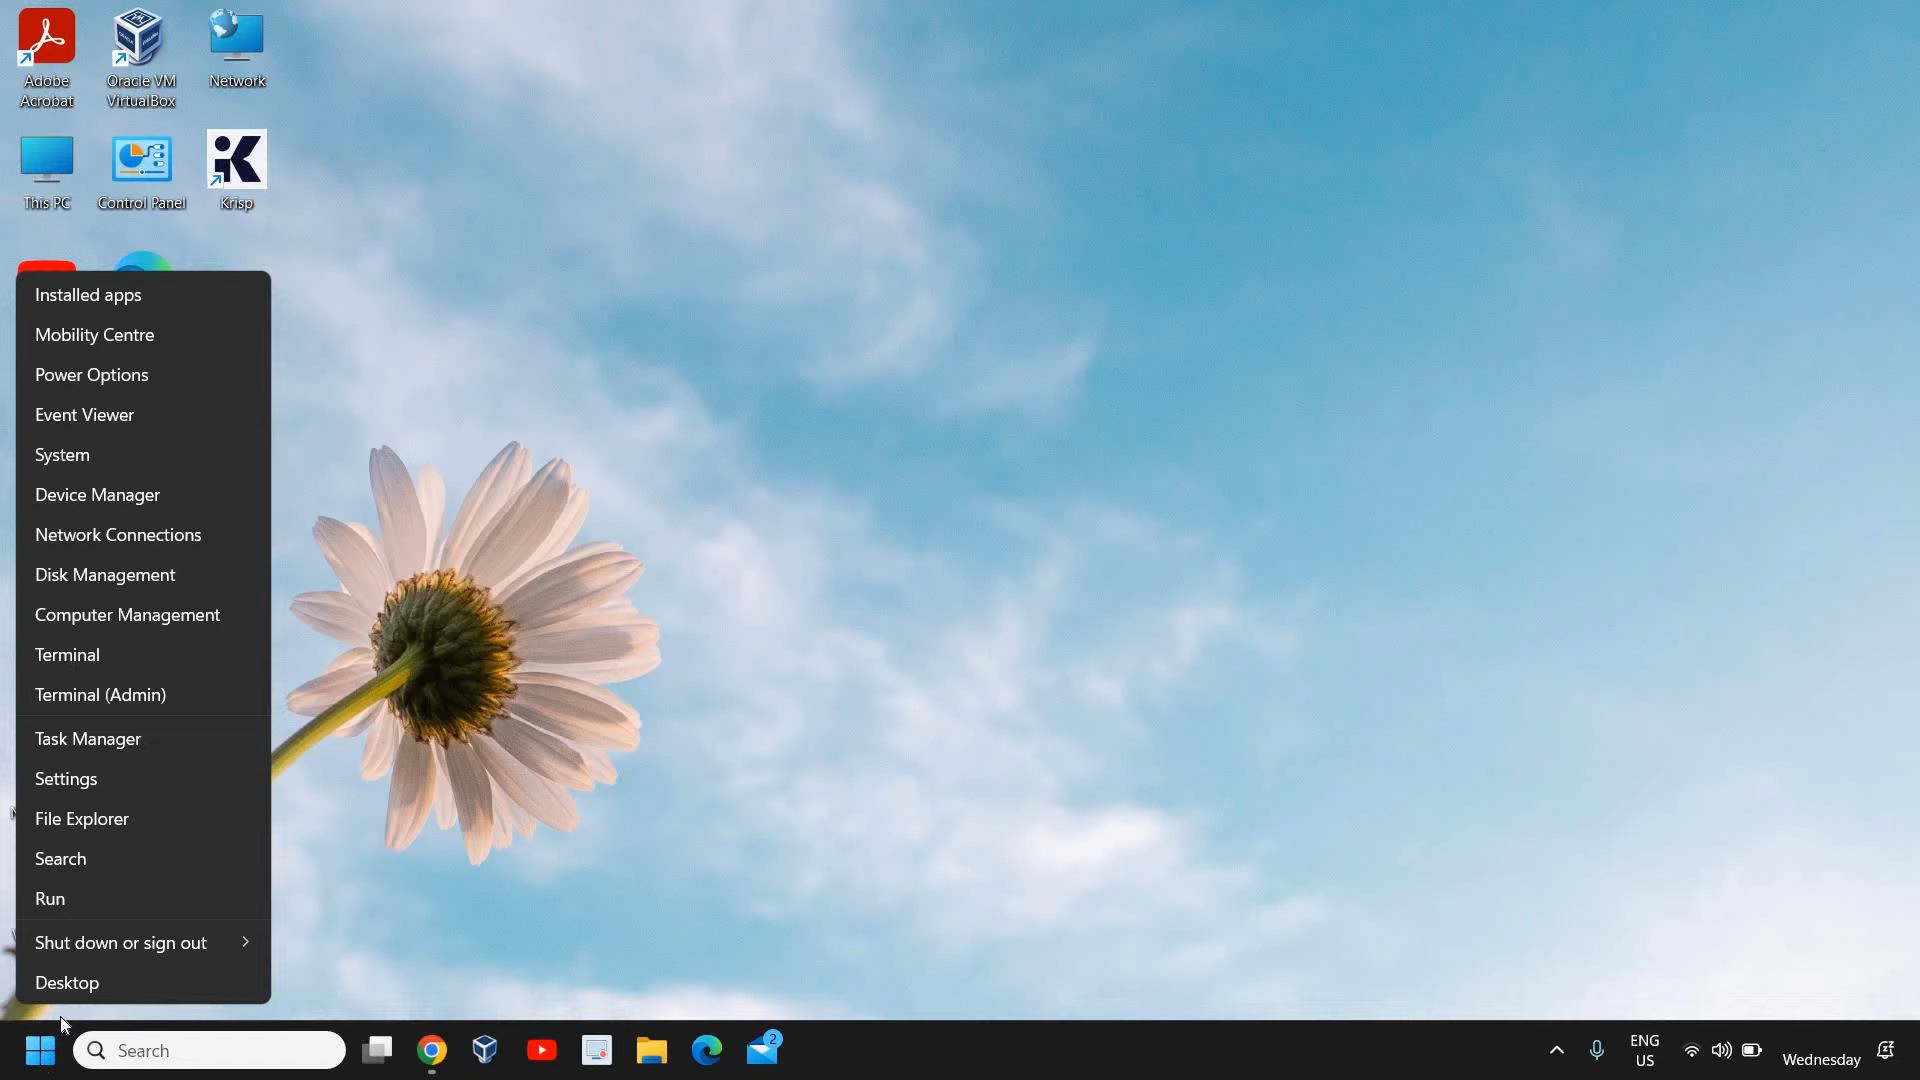 Adobe
Acrobat
Oracle VM
VirtualBox
Network
This PC
Control Panel
Krisp
Installed apps
Mobility Centre
Power Options
Event Viewer
System
Device Manager
Network Connections
Disk Management
Computer Management
Terminal
Terminal (Admin)
Task Manager
Settings
File Explorer
Search
Run
Shut down or sign out
Desktop
Search
2
ENG
US
Wednesday